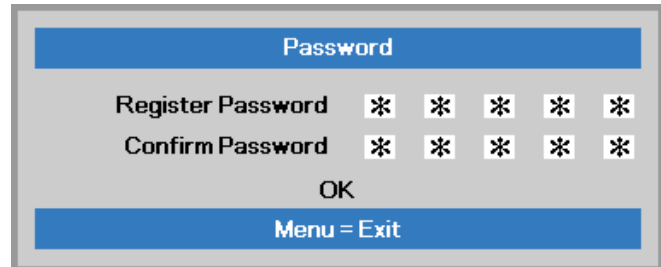 Password
Register Password * * * * *
Confirm Password * * * * *
OK
Menu = Exit